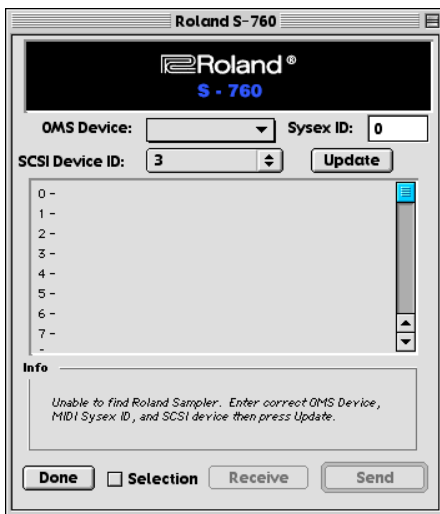 Roland S-760
Roland ®
S - 760
OMS Device: Sysex ID: 0
SCSI Device ID: 3 Update
0 -
1 -
2 -
3 -
4 -
5 -
6 -
7 -
-
Info
Unable to find Roland Sampler. Enter correct OMS Device,
MIDI Sysex ID, and SCSI device then press Update.
Done Selection Receive Send